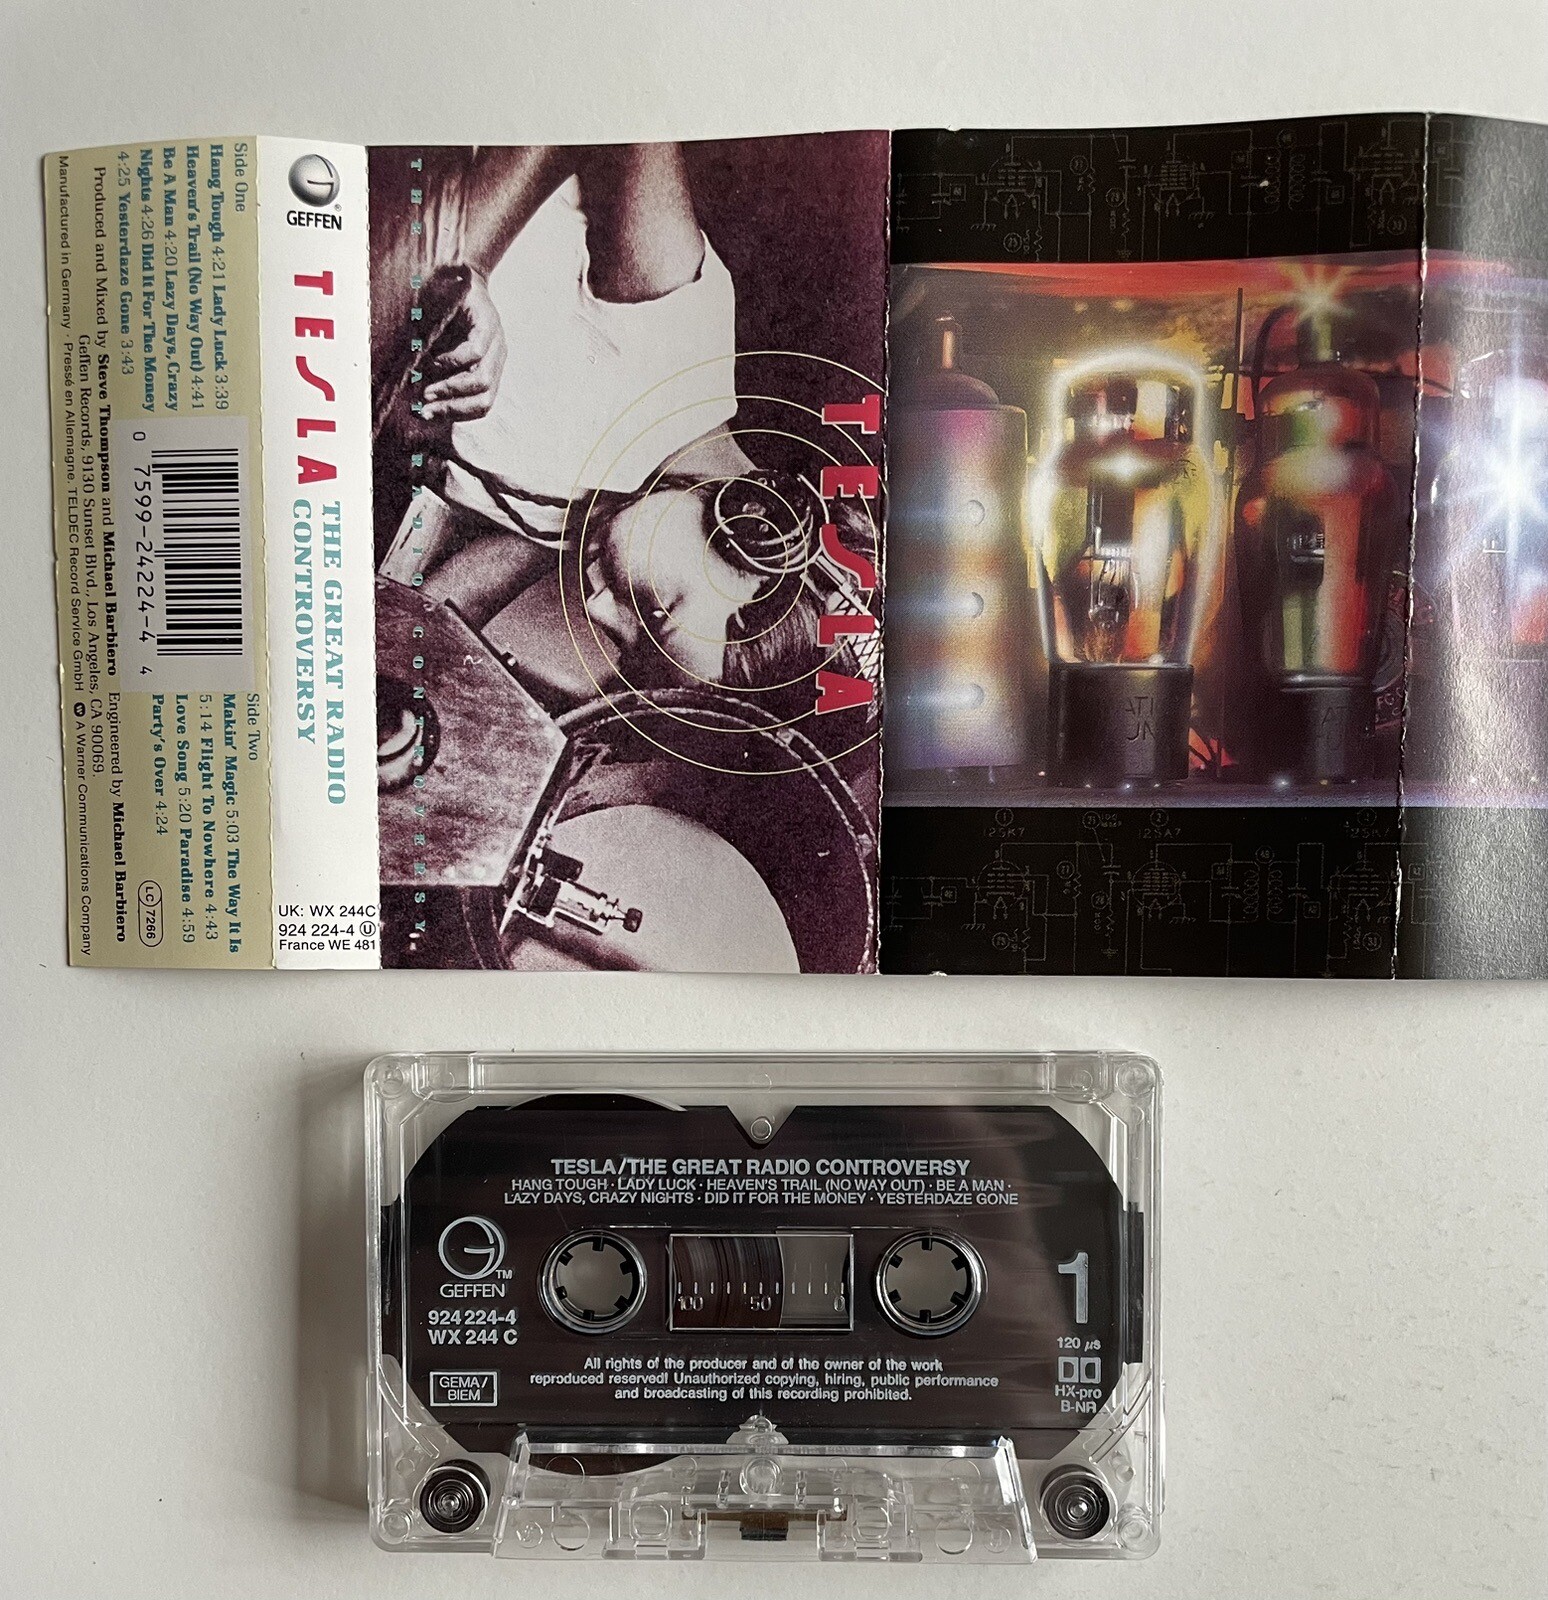 Side One
Hang Tough 4:21 Lady Luck 3:39
Heaven's Trail (No Way Out) 4:41
Be A Man 4:20 Lazy Days, Crazy
Nights 4:26 Did It For The Money
4:25 Yesterdaze Gone 3:43
0 7599-24224-4 4
Side Two
Makin' Magic 5:03 The Way It Is
5:14 Flight To Nowhere 4:43
Love Song 5:20 Paradise 4:59
Party's Over 4:24
Produced and Mixed by Steve Thompson and Michael Barbiero Engineered by Michael Barbiero
Geffen Records, 9130 Sunset Blvd., Los Angeles, CA 90069.
Manufactured in Germany · Pressé en Allemagne. TELDEC Record Service GmbH A Warner Communications Company
LC 7266
GEFFEN
TESLA
THE GREAT RADIO
CONTROVERSY
UK: WX 244C
924 224-4 U
France WE 481
THE GREAT RADIO CONTROVERSY
TESLA
12SK7
12SA7
TESLA/THE GREAT RADIO CONTROVERSY
HANG TOUGH · LADY LUCK · HEAVEN'S TRAIL (NO WAY OUT) · BE A MAN ·
LAZY DAYS, CRAZY NIGHTS · DID IT FOR THE MONEY · YESTERDAZE GONE
G TM
GEFFEN
924 224-4
WX 244 C
GEMA/
BIEM
100 50 0
1
120 µs
HX-pro
B-NR
All rights of the producer and of the owner of the work
reproduced reserved! Unauthorized copying, hiring, public performance
and broadcasting of this recording prohibited.